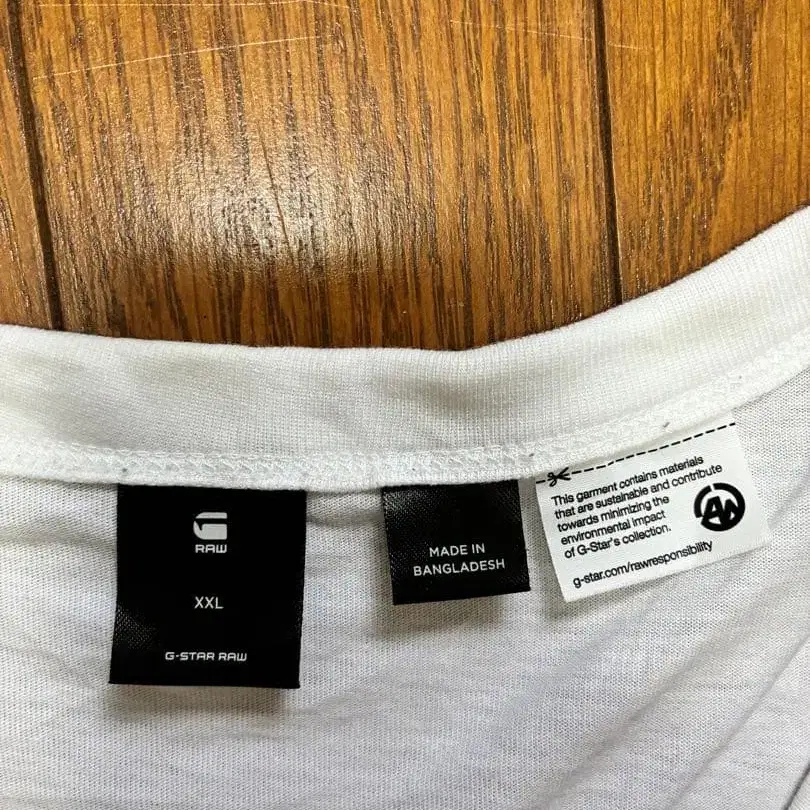 G
RAW
XXL
G-STAR RAW
MADE IN
BANGLADESH
This garment contains materials
that are sustainable and contribute
towards minimizing the
environmental impact
of G-Star's collection.
g-star.com/rawresponsibility